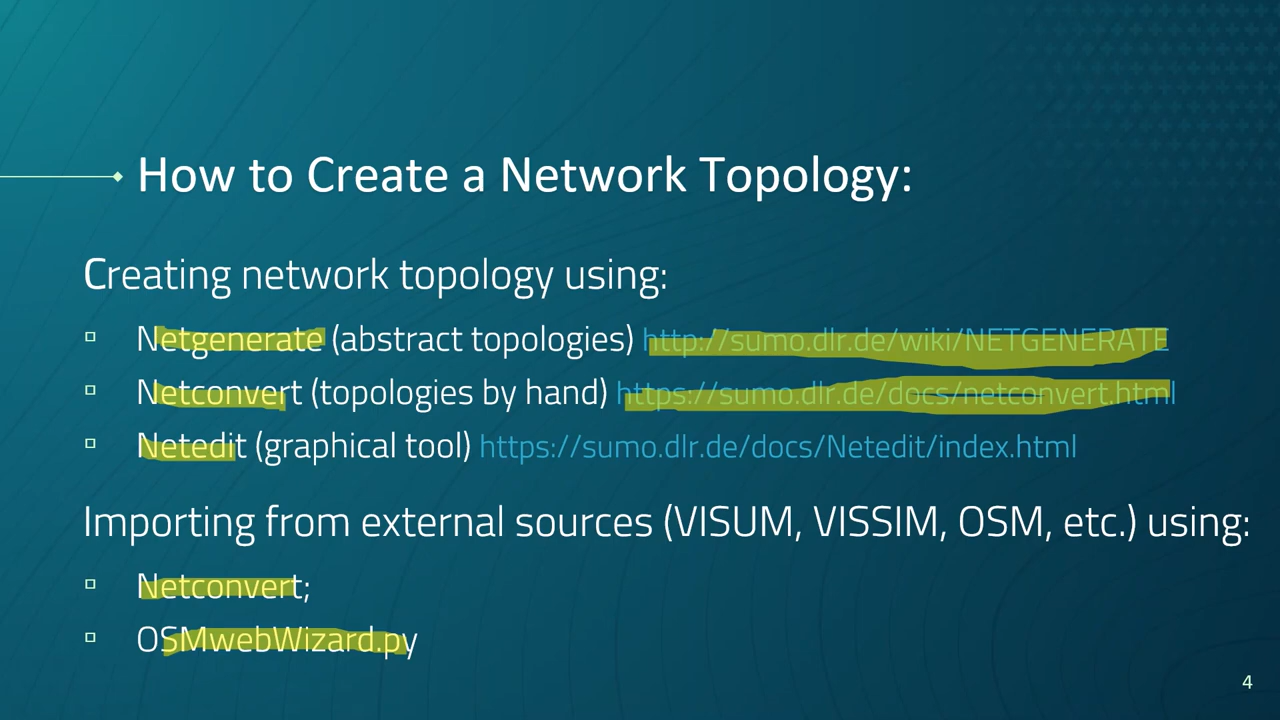 How to Create a Network Topology:
Creating network topology using:
▫ Netgenerate (abstract topologies) http://sumo.dlr.de/wiki/NETGENERATE
▫ Netconvert (topologies by hand) https://sumo.dlr.de/docs/netconvert.html
▫ Netedit (graphical tool) https://sumo.dlr.de/docs/Netedit/index.html
Importing from external sources (VISUM, VISSIM, OSM, etc.) using:
▫ Netconvert;
▫ OSMwebWizard.py
4